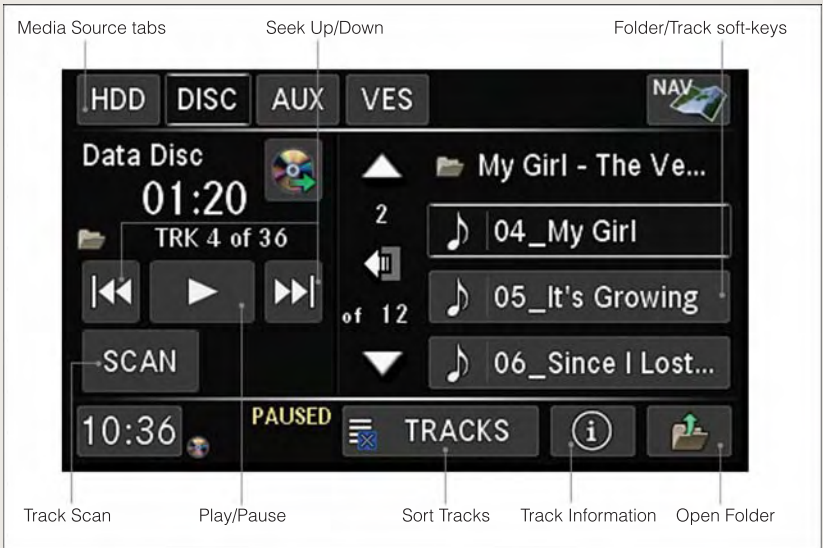 Media Source tabs
Seek Up/Down
Folder/Track soft-keys
HDD
DISC
AUX
VES
NAV
Data Disc
01:20
TRK 4 of 36
SCAN
2
of 12
My Girl - The Ve...
04_My Girl
05_It's Growing
06_Since I Lost...
10:36
PAUSED
TRACKS
i
Track Scan
Play/Pause
Sort Tracks
Track Information
Open Folder